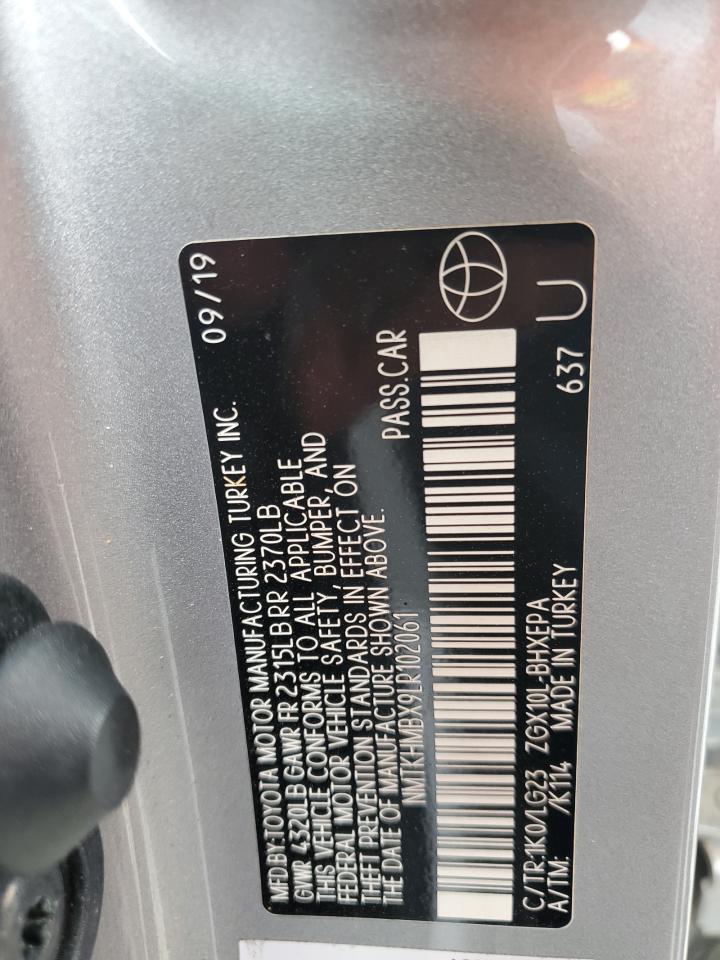 MFD BY:TOYOTA MOTOR MANUFACTURING TURKEY INC. 09/19
GWR 4320LB GAWR FR 2315LB RR 2370LB
THIS VEHICLE CONFORMS TO ALL APPLICABLE
FEDERAL MOTOR VEHICLE SAFETY, BUMPER, AND
THEFT PREVENTION STANDARDS IN EFFECT ON
THE DATE OF MANUFACTURE SHOWN ABOVE.
NMTKHMBX9LR102061 PASS.CAR
C/TR:1K0/LG23 ZGX10L-BHXEPA 637 U
A/TM: /K114 MADE IN TURKEY